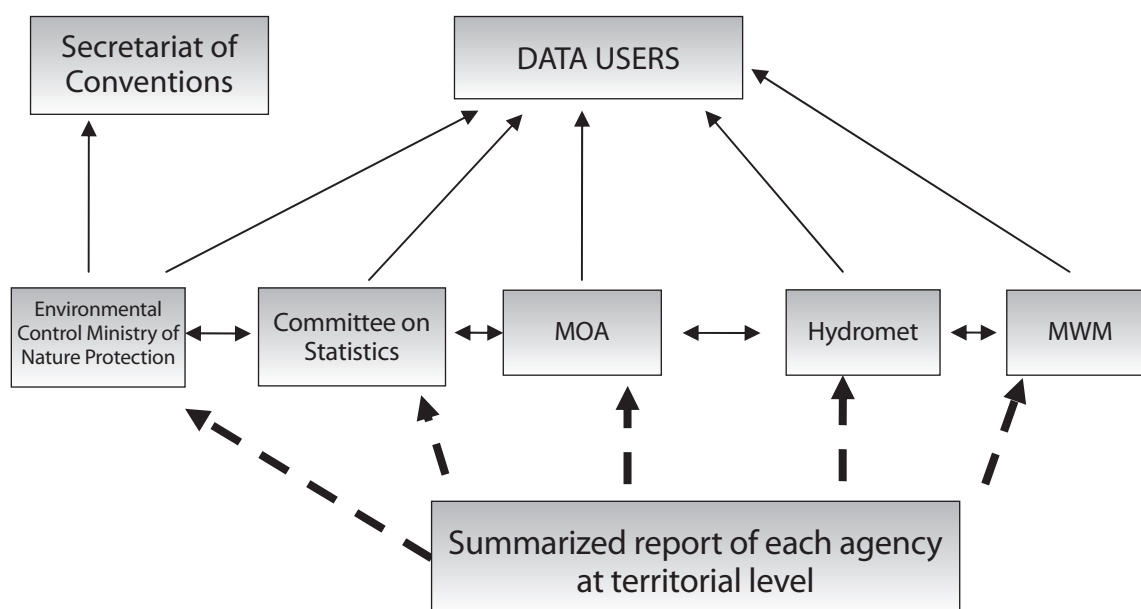 Secretariat of
Conventions
DATA USERS
Environmental
Control Ministry of
Nature Protection
Committee on
Statistics
MOA
Hydromet
MWM
Summarized report of each agency
at territorial level